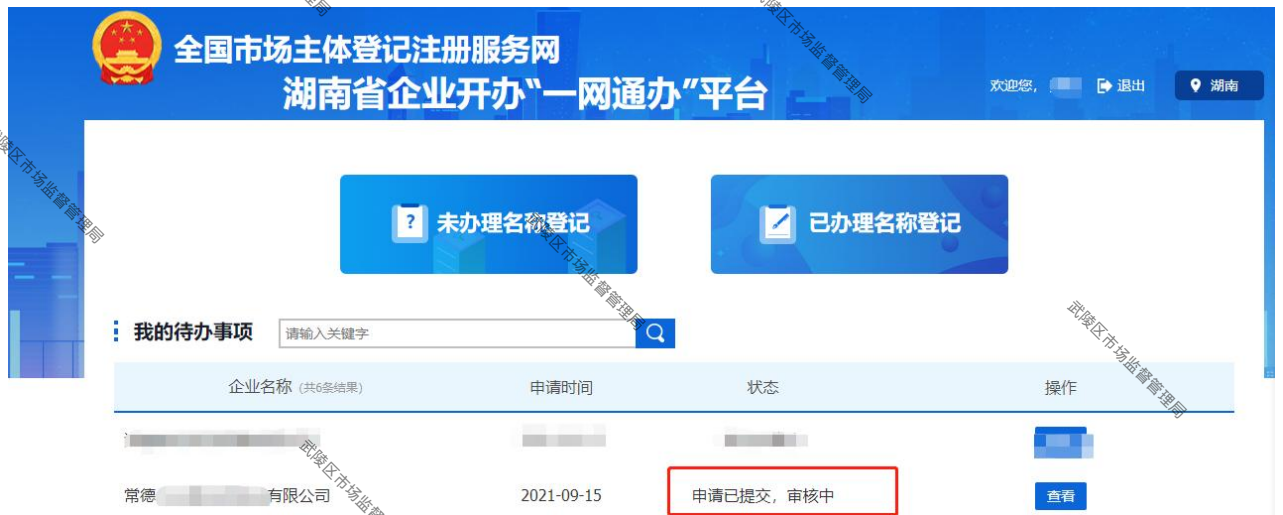 全国市场主体登记注册服务网
湖南省企业开办“一网通办”平台
欢迎您, 退出 湖南
未办理名称登记 已办理名称登记
我的待办事项 请输入关键字
企业名称 (共6条结果) 申请时间 状态 操作
常德 有限公司 2021-09-15 申请已提交, 审核中 查看
武陵区市场监督管理局
武陵区市场监督管理局
武陵区市场监督管理局
武陵区市场监督管理局